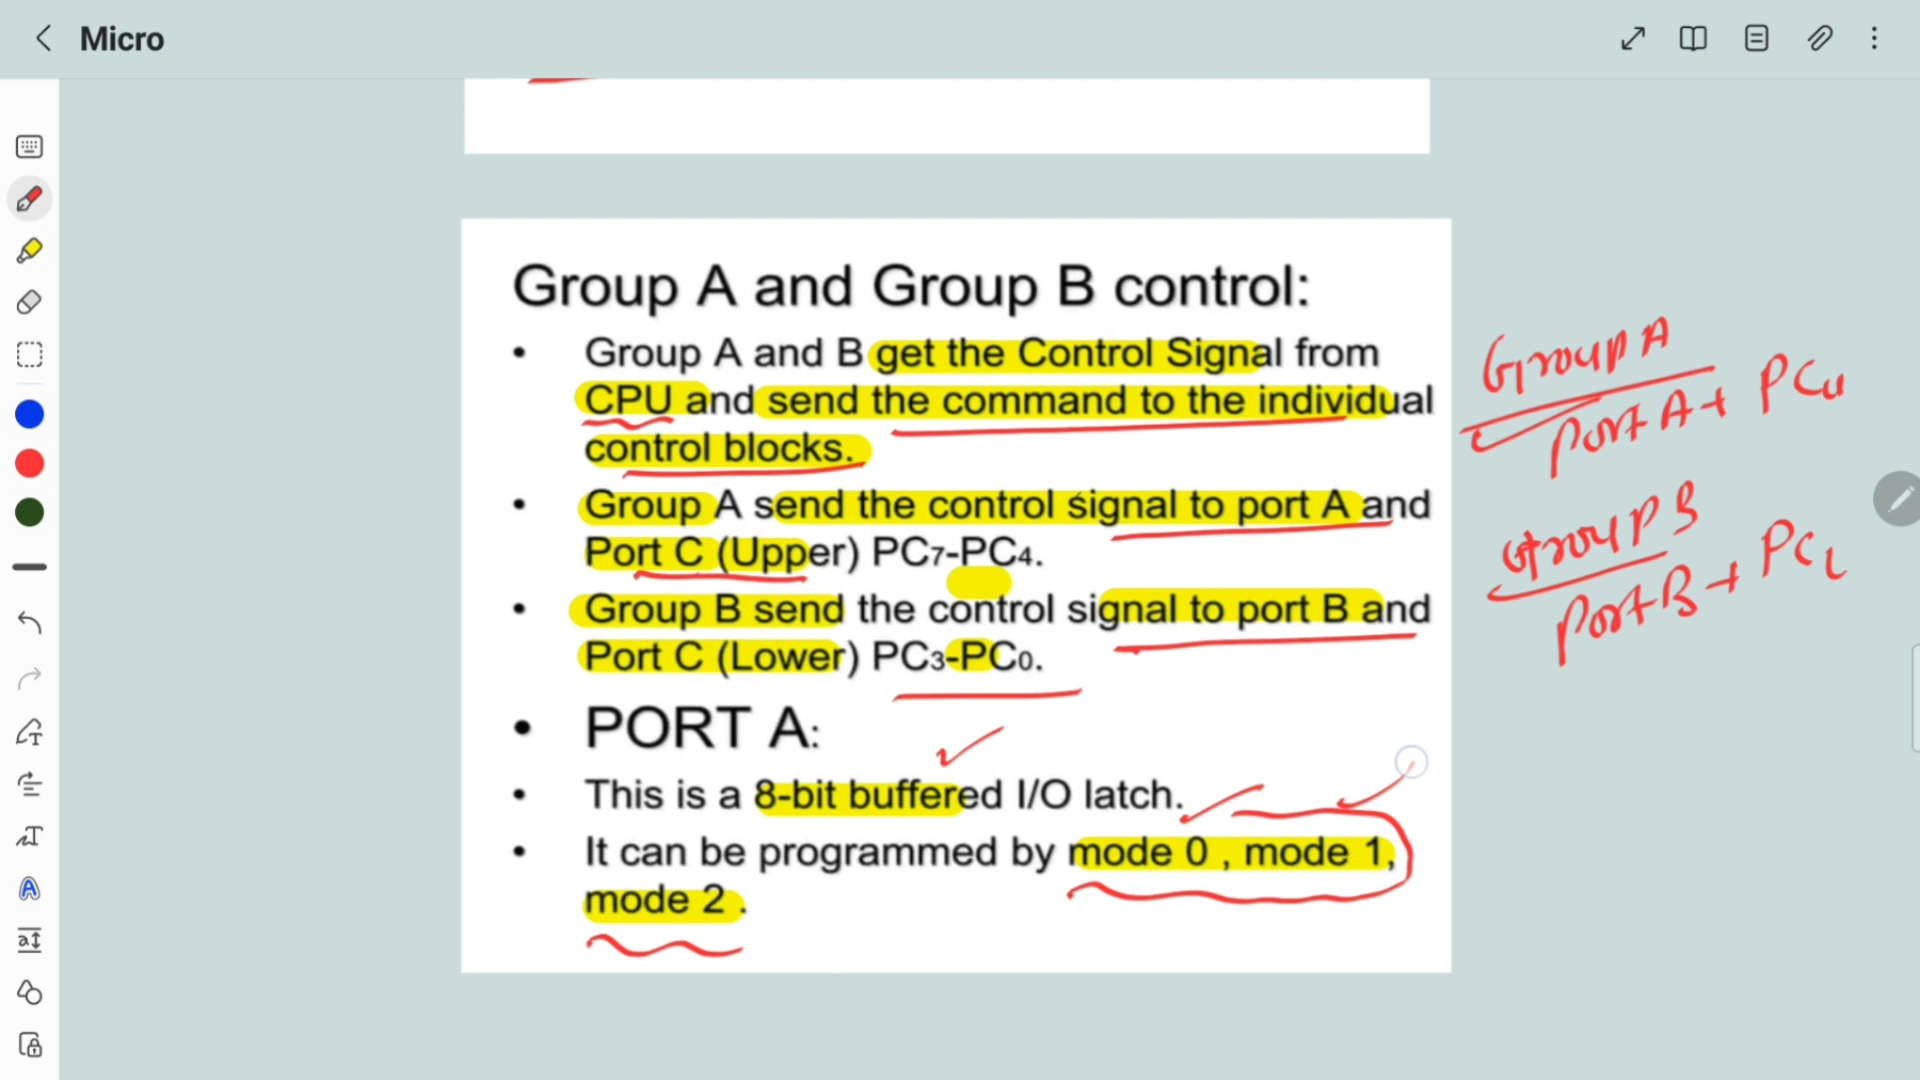 Micro
Group A and Group B control:
• Group A and B get the Control Signal from
CPU and send the command to the individual
control blocks.
• Group A send the control signal to port A and
Port C (Upper) PC7-PC4.
• Group B send the control signal to port B and
Port C (Lower) PC3-PC0.
• PORT A:
• This is a 8-bit buffered I/O latch.
• It can be programmed by mode 0 , mode 1,
mode 2 .
Group A
Port A + PCu
Group B
Port B + PCL